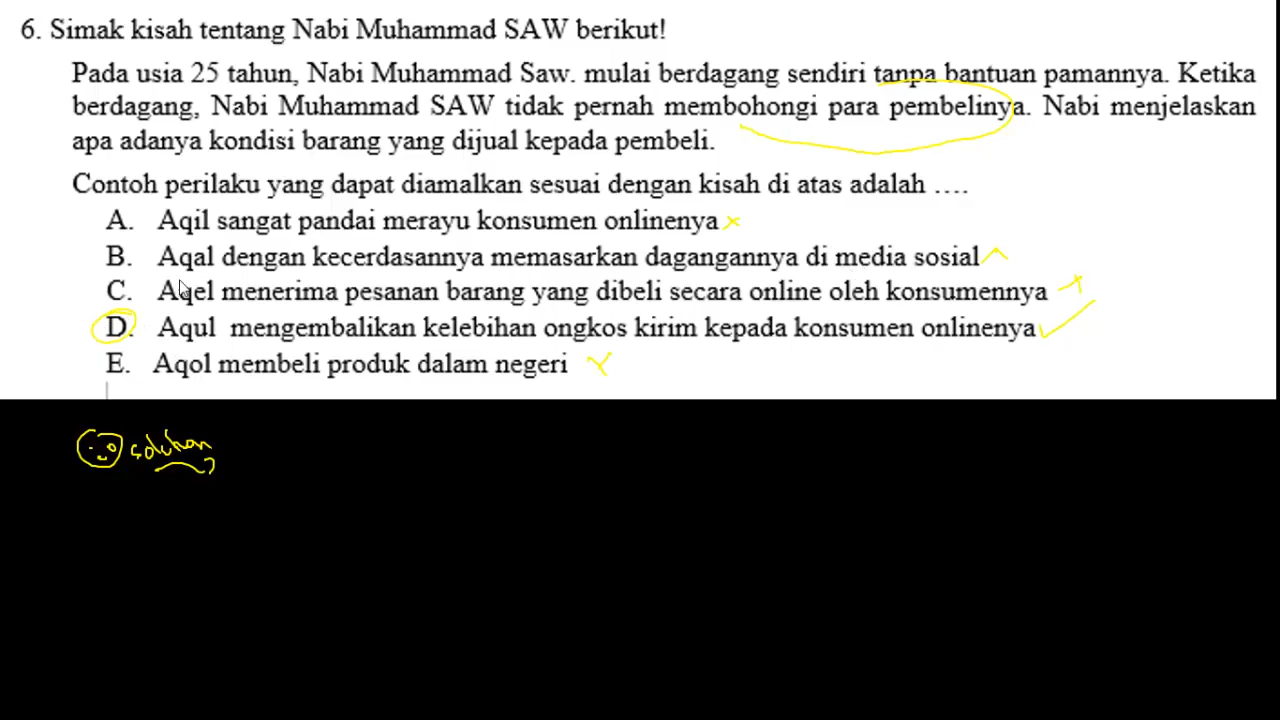 6. Simak kisah tentang Nabi Muhammad SAW berikut!
Pada usia 25 tahun, Nabi Muhammad Saw. mulai berdagang sendiri tanpa bantuan pamannya. Ketika
berdagang, Nabi Muhammad SAW tidak pernah membohongi para pembelinya. Nabi menjelaskan
apa adanya kondisi barang yang dijual kepada pembeli.
Contoh perilaku yang dapat diamalkan sesuai dengan kisah di atas adalah ….
A. Aqil sangat pandai merayu konsumen onlinenya
B. Aqal dengan kecerdasannya memasarkan dagangannya di media sosial
C. Aqel menerima pesanan barang yang dibeli secara online oleh konsumennya
D. Aqul mengembalikan kelebihan ongkos kirim kepada konsumen onlinenya
E. Aqol membeli produk dalam negeri